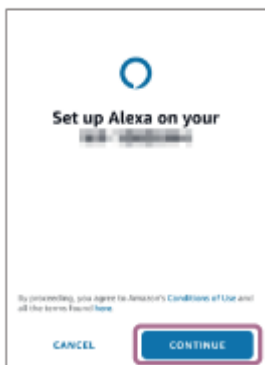 Set up Alexa on your
By proceeding, you agree to Amazon's Conditions of Use and
all the terms found here.
CANCEL
CONTINUE